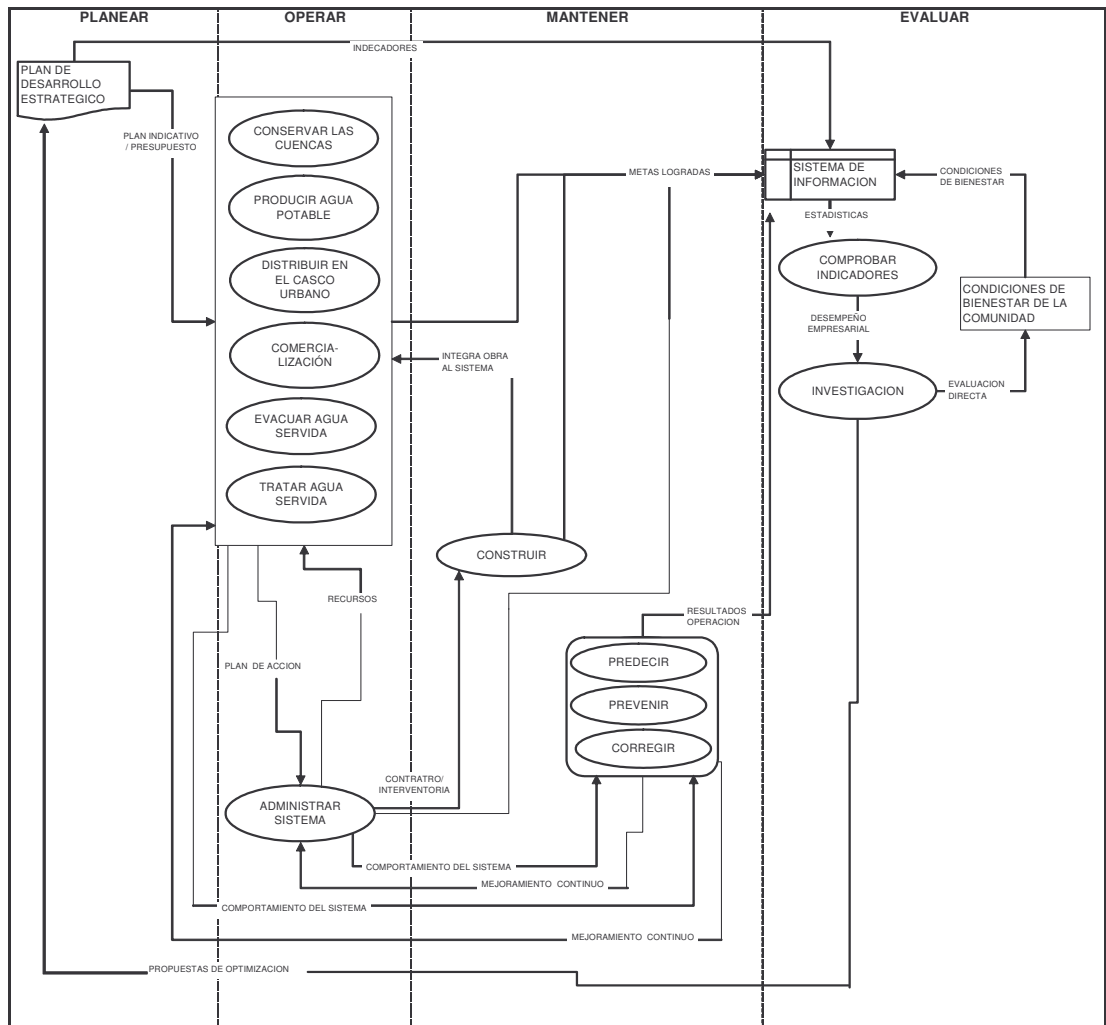 PLANEAR
OPERAR
MANTENER
EVALUAR
INDECADORES
PLAN DE
DESARROLLO
ESTRATEGICO
PLAN INDICATIVO
/ PRESUPUESTO
CONSERVAR LAS
CUENCAS
PRODUCIR AGUA
POTABLE
DISTRIBUIR EN
EL CASCO
URBANO
COMERCIA-
LIZACIÓN
EVACUAR AGUA
SERVIDA
TRATAR AGUA
SERVIDA
METAS LOGRADAS
SISTEMA DE
INFORMACION
CONDICIONES
DE BIENESTAR
ESTADISTICAS
COMPROBAR
INDICADORES
CONDICIONES DE
BIENESTAR DE LA
COMUNIDAD
DESEMPEÑO
EMPRESARIAL
INTEGRA OBRA
AL SISTEMA
INVESTIGACION
EVALUACION
DIRECTA
CONSTRUIR
RECURSOS
RESULTADOS
OPERACION
PLAN DE ACCION
PREDECIR
PREVENIR
CORREGIR
CONTRATRO/
INTERVENTORIA
ADMINISTRAR
SISTEMA
COMPORTAMIENTO DEL SISTEMA
MEJORAMIENTO CONTINUO
COMPORTAMIENTO DEL SISTEMA
MEJORAMIENTO CONTINUO
PROPUESTAS DE OPTIMIZACION